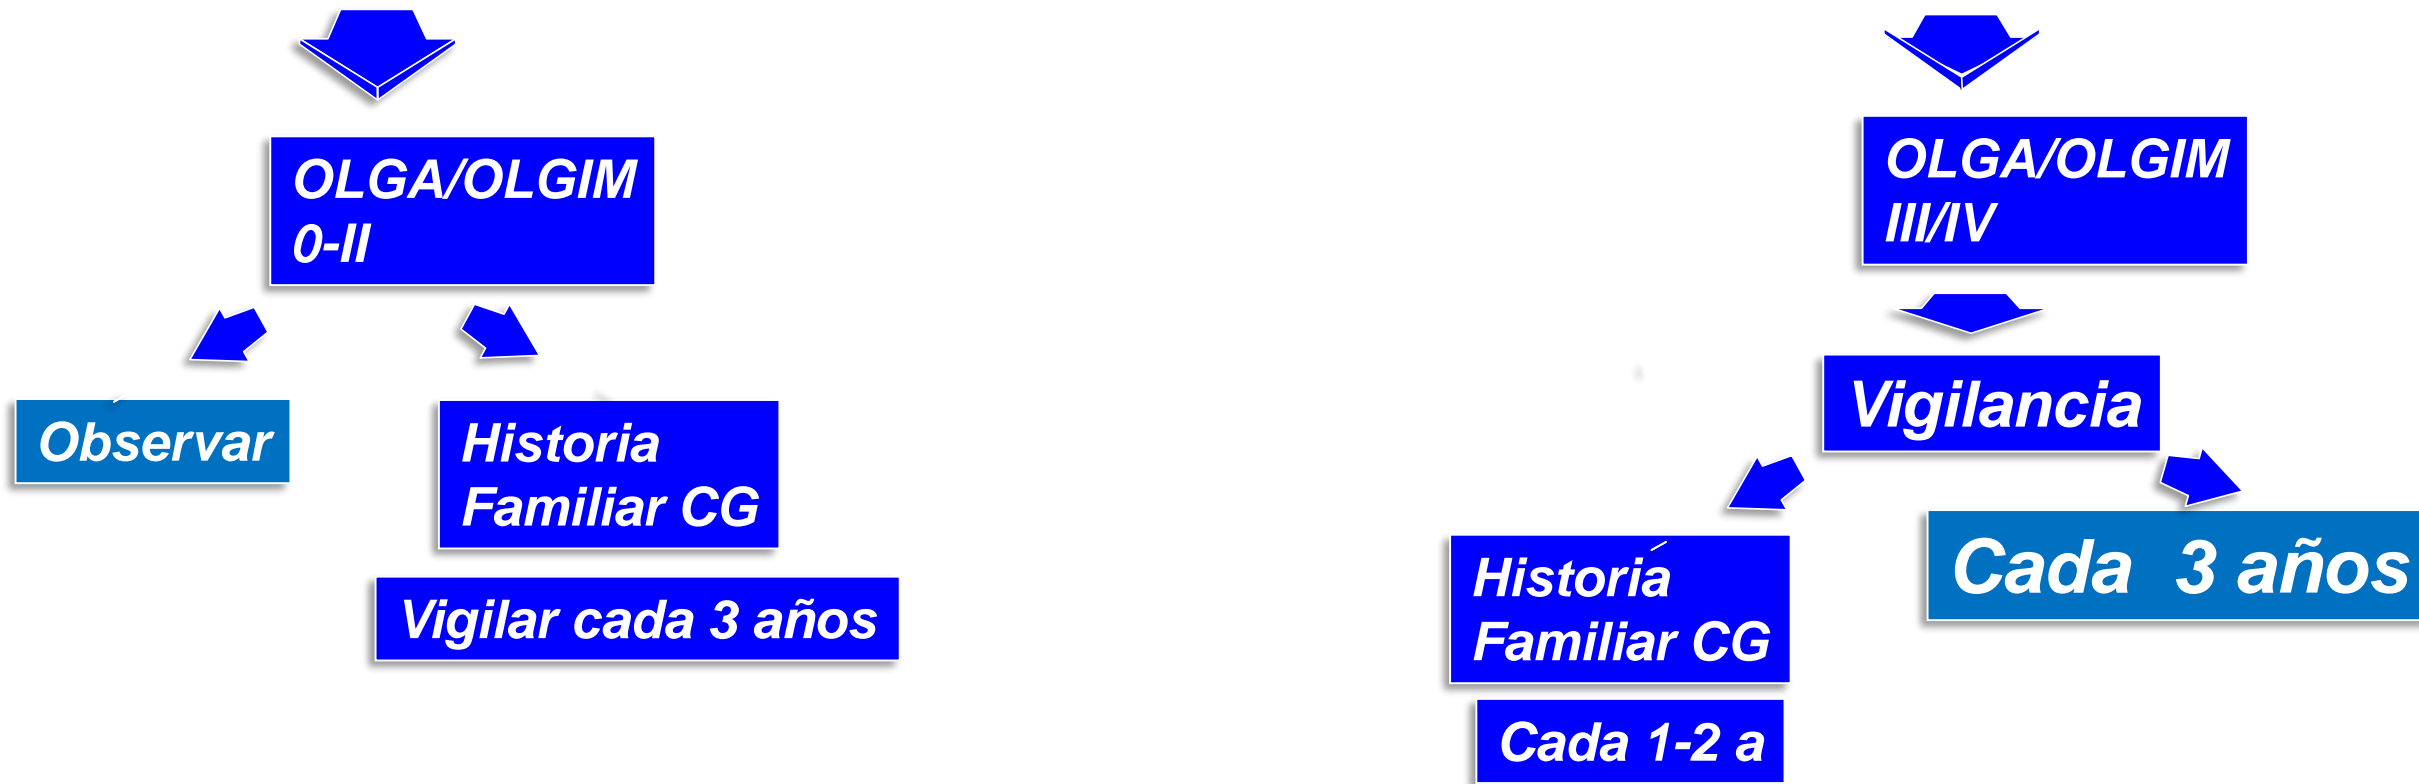 OLGA/OLGIM
0-II
Observar
Historia
Familiar CG
Vigilar cada 3 años
OLGA/OLGIM
III/IV
Vigilancia
Historia
Familiar CG
Cada 1-2 a
Cada 3 años